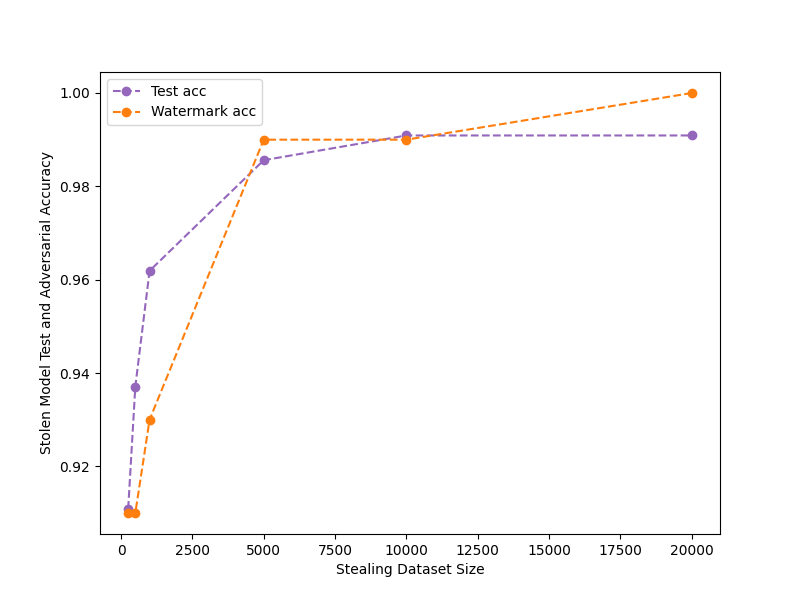 Test acc
Watermark acc
1.00
0.98
0.96
0.94
0.92
Stolen Model Test and Adversarial Accuracy
0 2500 5000 7500 10000 12500 15000 17500 20000
Stealing Dataset Size